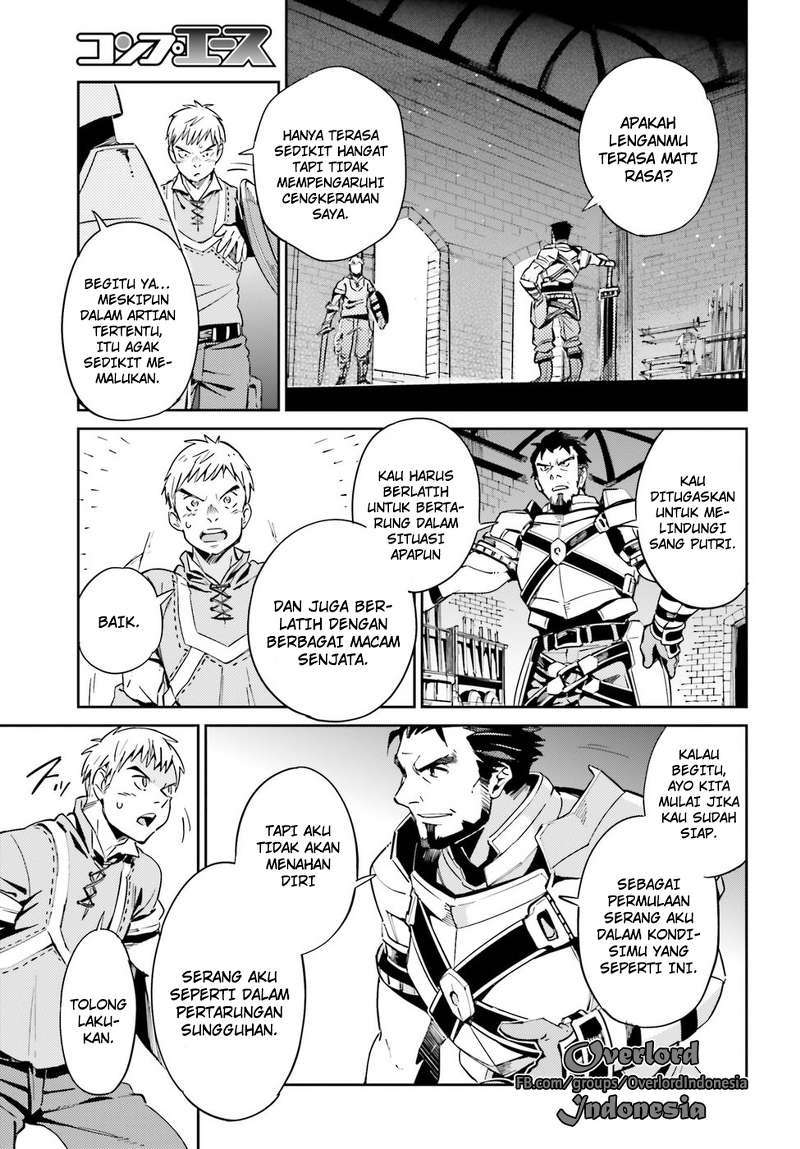 コンプエース
APAKAH
LENGANMU
TERASA MATI
RASA?
HANYA TERASA
SEDIKIT HANGAT
TAPI TIDAK
MEMPENGARUHI
CENGKERAMAN
SAYA.
BEGITU YA...
MESKIPUN
DALAM ARTIAN
TERTENTU,
ITU AGAK
SEDIKIT ME-
MALUKAN.
KAU
DITUGASKAN
UNTUK ME-
LINDUNGI
SANG PUTRI.
KAU HARUS
BERLATIH
UNTUK BERTA-
RUNG DALAM
SITUASI
APAPUN
DAN JUGA BER-
LATIH DENGAN
BERBAGAI MACAM
SENJATA.
BAIK.
KALAU
BEGITU,
AYO KITA
MULAI JIKA
KAU SUDAH
SIAP.
SEBAGAI
PERMULAAN
SERANG AKU
DALAM KONDI-
SIMU YANG
SEPERTI INI.
TAPI AKU
TIDAK AKAN
MENAHAN
DIRI
SERANG AKU
SEPERTI DALAM
PERTARUNGAN
SUNGGUHAN.
TOLONG
LAKU-
KAN.
Overlord
FB.com/groups/OverlordIndonesia
Indonesia